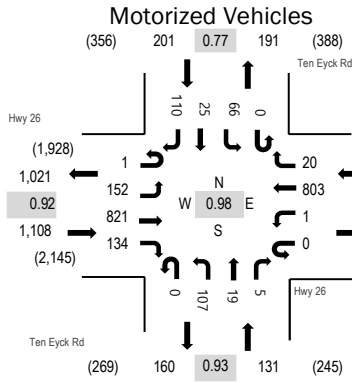 Motorized Vehicles
(356) 201 0.77 191 (388)
Ten Eyck Rd
110 25 66 0
Hwy 26
(1,928)
1 20
1,021
152 N 803
0.92 W 0.98 E
821 1
1,108 S
134 0
(2,145)
0 107 19 5
Hwy 26
Ten Eyck Rd
(269) 160 0.93 131 (245)